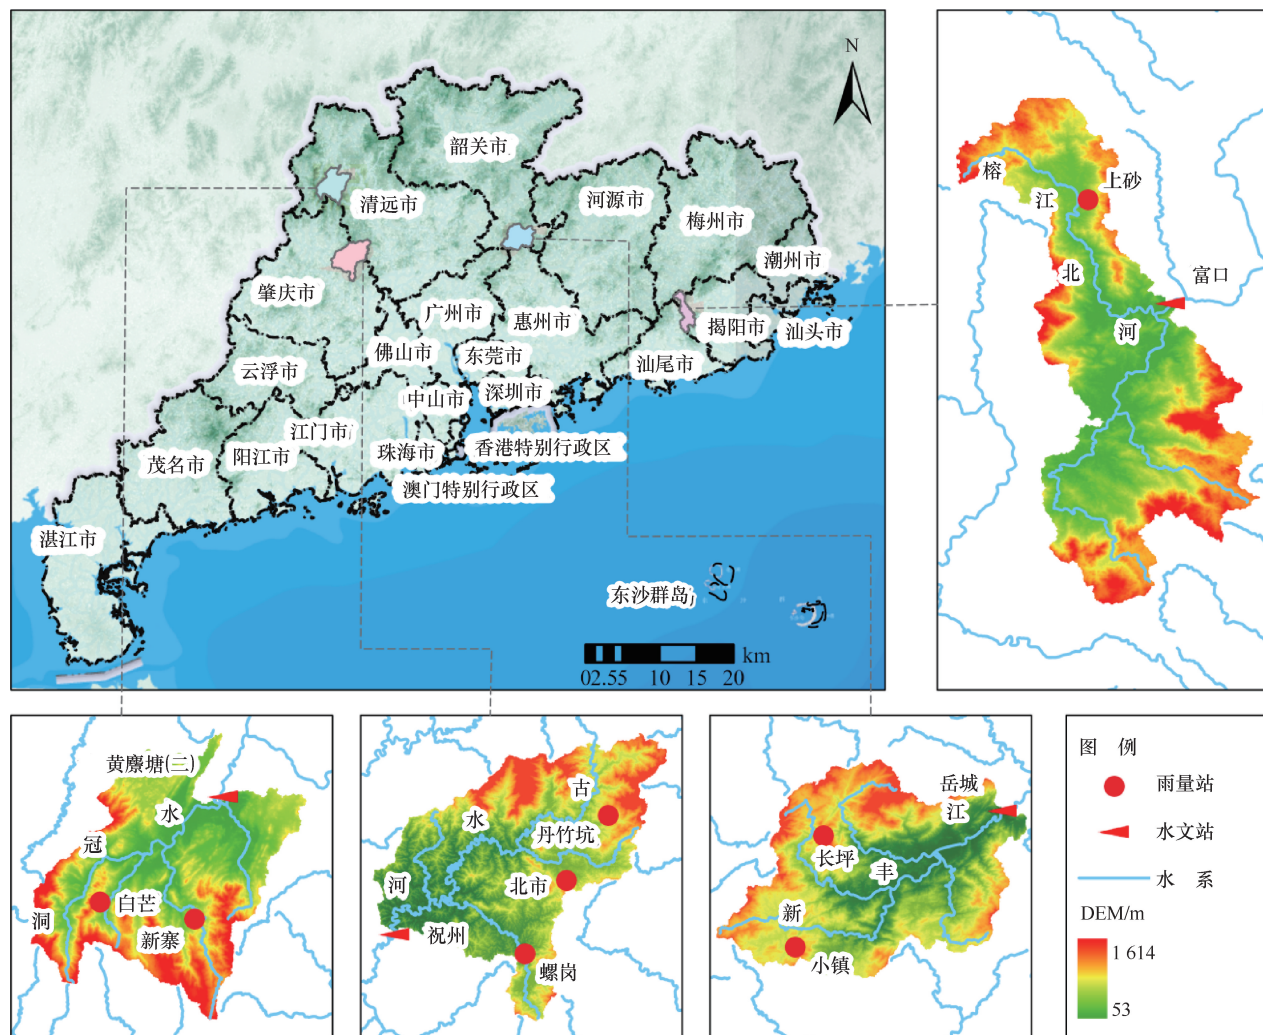 N
韶关市
清远市
河源市
梅州市
潮州市
肇庆市
广州市
惠州市
揭阳市
汕头市
佛山市
东莞市
汕尾市
云浮市
中山市
深圳市
江门市
茂名市
阳江市
珠海市
香港特别行政区
澳门特别行政区
湛江市
东沙群岛
km
02.55 10 15 20
榕
江
上砂
北
富口
河
黄麖塘(二)
水
冠
白芒
洞
新寨
古
水
丹竹坑
北市
河
祝州
螺岗
岳城
江
长坪
丰
新
小镇
图 例
雨量站
水文站
水 系
DEM/m
1 614
53